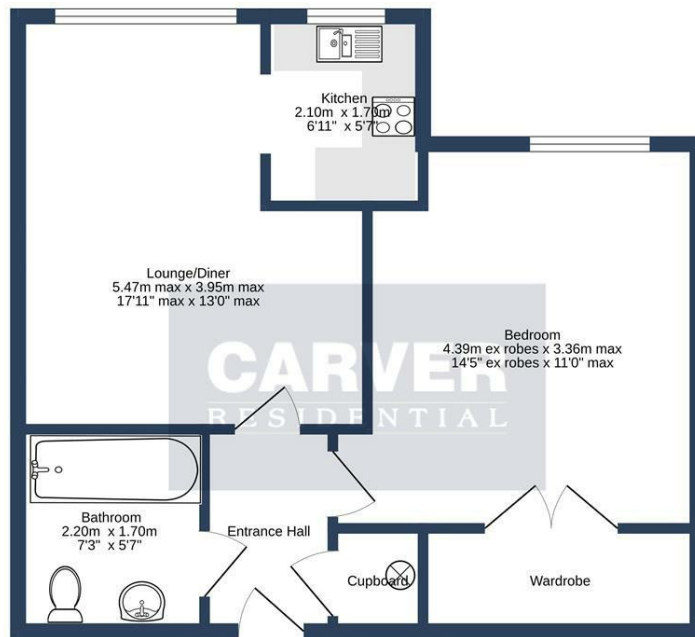 Kitchen
2.10m x 1.70m
6'11" x 5'7"
Lounge/Diner
5.47m max x 3.95m max
17'11" max x 13'0" max
Bedroom
4.39m ex robes x 3.36m max
14'5" ex robes x 11'0" max
CARVER
RESIDENTIAL
Bathroom
2.20m x 1.70m
7'3" x 5'7"
Entrance Hall
Cupboard
Wardrobe